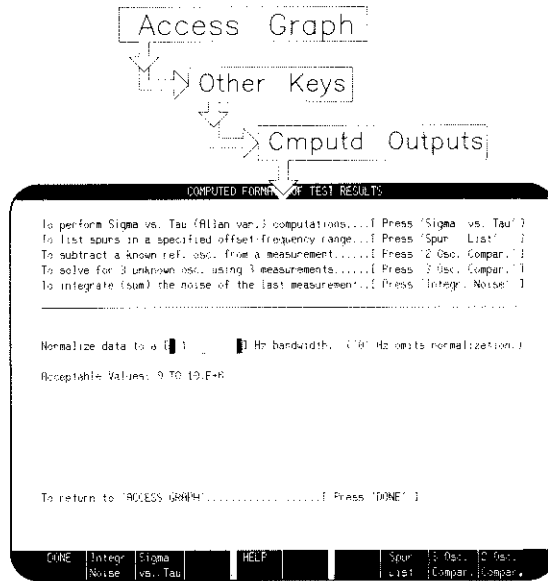 Access Graph
Other Keys
Cmputd Outputs
COMPUTED FORMAT OF TEST RESULTS
To perform Sigma vs. Tau (Allan var.) computations....[ Press 'Sigma vs. Tau' ]
To list spurs in a specified offset-frequency range...[ Press 'Spur List' ]
To subtract a known ref. osc. from a measurement......[ Press '2 Osc. Compar.' ]
To solve for 3 unknown osc. using 3 measurements......[ Press '3 Osc. Compar.' ]
To integrate (sum) the noise of the last measurement..[ Press 'Integr. Noise' ]
Normalize data to a [ 1 ] Hz bandwidth. ('0' Hz omits normalization.)
Acceptable Values: 0 TO 10.E+6
To return to 'ACCESS GRAPH'...................[ Press 'DONE' ]
DONE Integr Sigma HELP Spur 3 Osc. 2 Osc.
Noise vs. Tau List Compar. Compar.